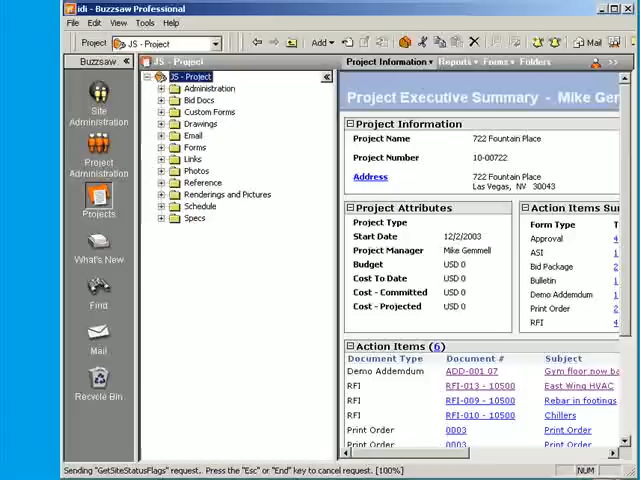 idi - Buzzsaw Professional
File Edit View Tools Help
Project JS - Project Add Mail
Buzzsaw « JS - Project Project Information Reports Forms Folders >>
Site Administration
Project Administration
Projects
What's New
Find
Mail
Recycle Bin
JS - Project «
Administration
Bid Docs
Custom Forms
Drawings
Email
Forms
Links
Photos
Reference
Renderings and Pictures
Schedule
Specs
Project Executive Summary - Mike Gemm
Project Information
Project Name 722 Fountain Place
Project Number 10-00722
Address 722 Fountain Place
Las Vegas, NV 30043
Project Attributes
Project Type
Start Date 12/2/2003
Project Manager Mike Gemmell
Budget USD 0
Cost To Date USD 0
Cost - Committed USD 0
Cost - Projected USD 0
Action Items Sum
Form Type T
Approval 4
ASI 1
Bid Package 2
Bulletin 1
Demo Addendum 1
Print Order 2
RFI 4
Action Items (6)
Document Type Document # Subject
Demo Addendum ADD-001 07 Gym floor now ba
RFI RFI-013 - 10500 East Wing HVAC
RFI RFI-009 - 10500 Rebar in footings
RFI RFI-010 - 10500 Chillers
Print Order 0003 Print Order
Print Order 0003 Print Order
Sending "GetSiteStatusFlags" request. Press the "Esc" or "End" key to cancel request. [100%] NUM